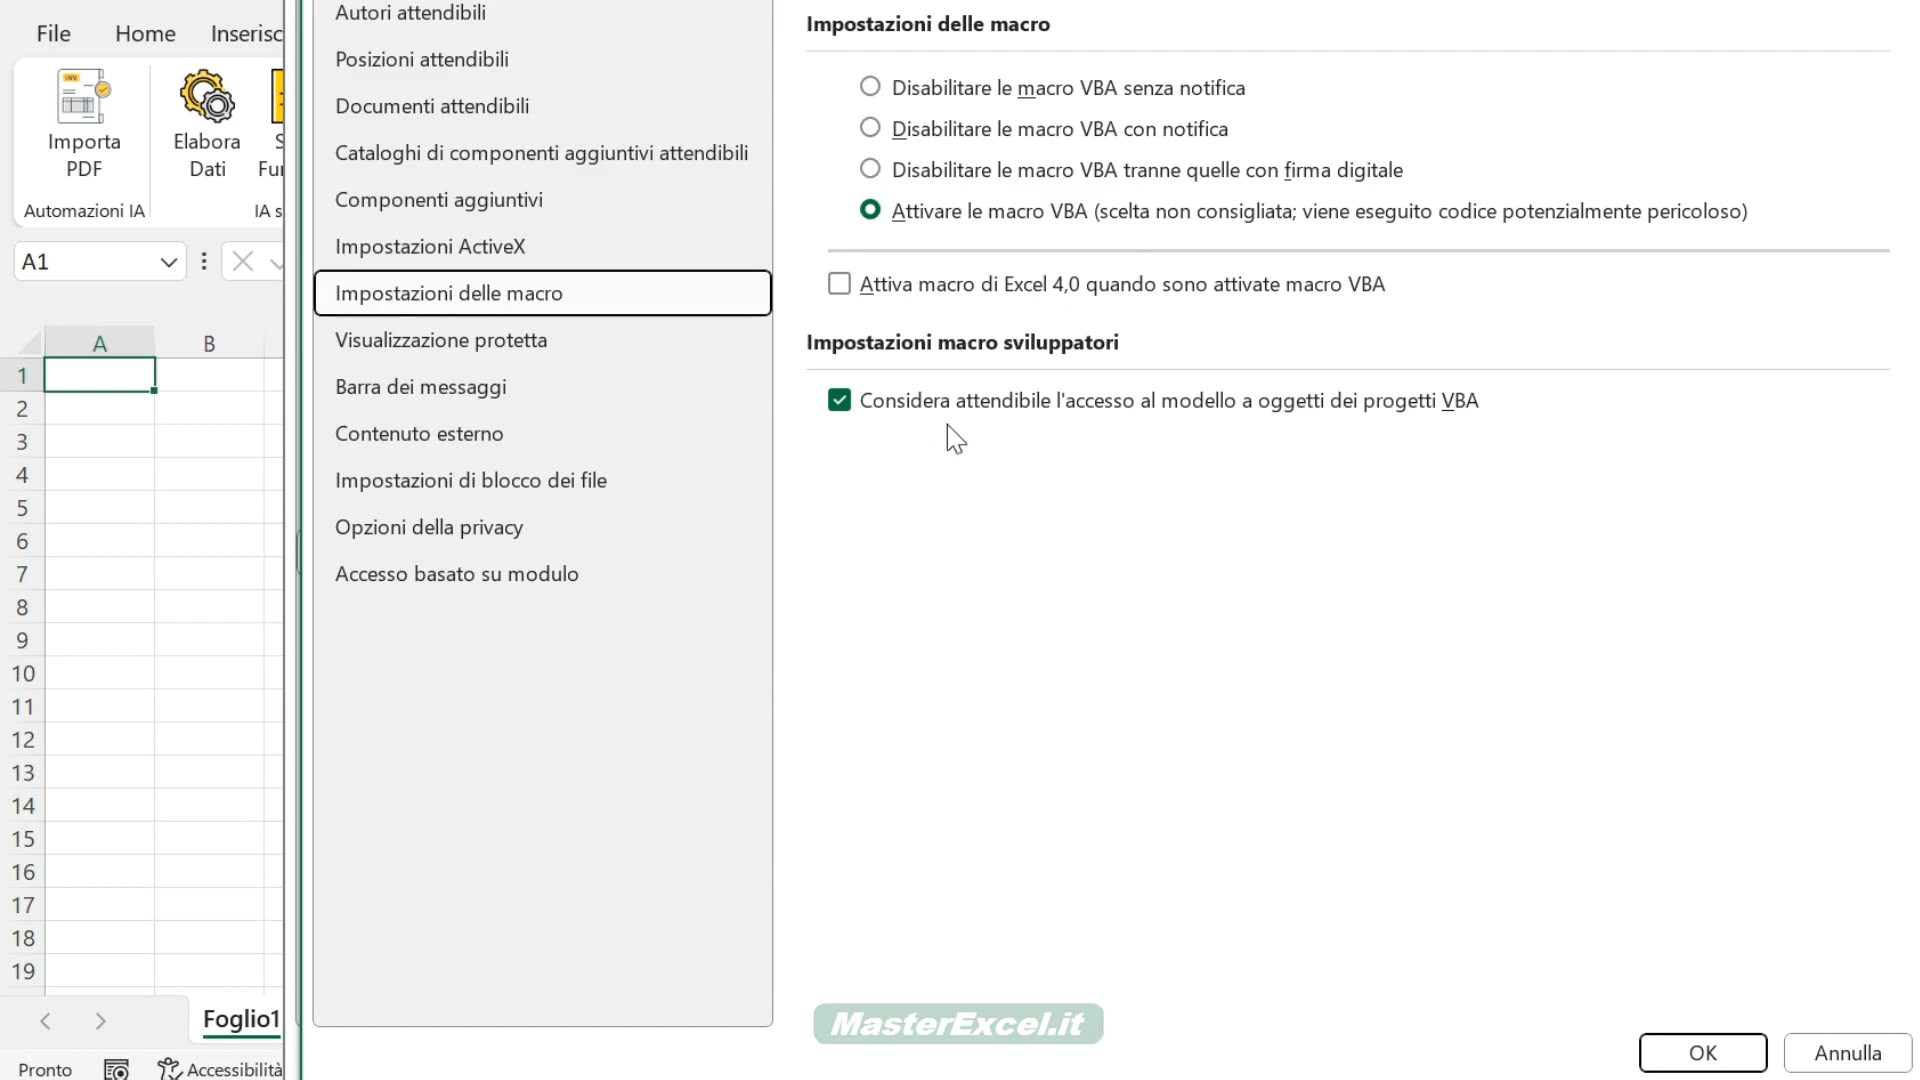 File Home Inserisc
INV
Importa
PDF
Elabora
Dati
S
Fun
Automazioni IA
IA s
A1
A B
1
2
3
4
5
6
7
8
9
10
11
12
13
14
15
16
17
18
19
Foglio1
Pronto
Accessibilità
Autori attendibili
Posizioni attendibili
Documenti attendibili
Cataloghi di componenti aggiuntivi attendibili
Componenti aggiuntivi
Impostazioni ActiveX
Impostazioni delle macro
Visualizzazione protetta
Barra dei messaggi
Contenuto esterno
Impostazioni di blocco dei file
Opzioni della privacy
Accesso basato su modulo
Impostazioni delle macro
Disabilitare le macro VBA senza notifica
Disabilitare le macro VBA con notifica
Disabilitare le macro VBA tranne quelle con firma digitale
Attivare le macro VBA (scelta non consigliata; viene eseguito codice potenzialmente pericoloso)
Attiva macro di Excel 4,0 quando sono attivate macro VBA
Impostazioni macro sviluppatori
Considera attendibile l'accesso al modello a oggetti dei progetti VBA
MasterExcel.it
OK
Annulla